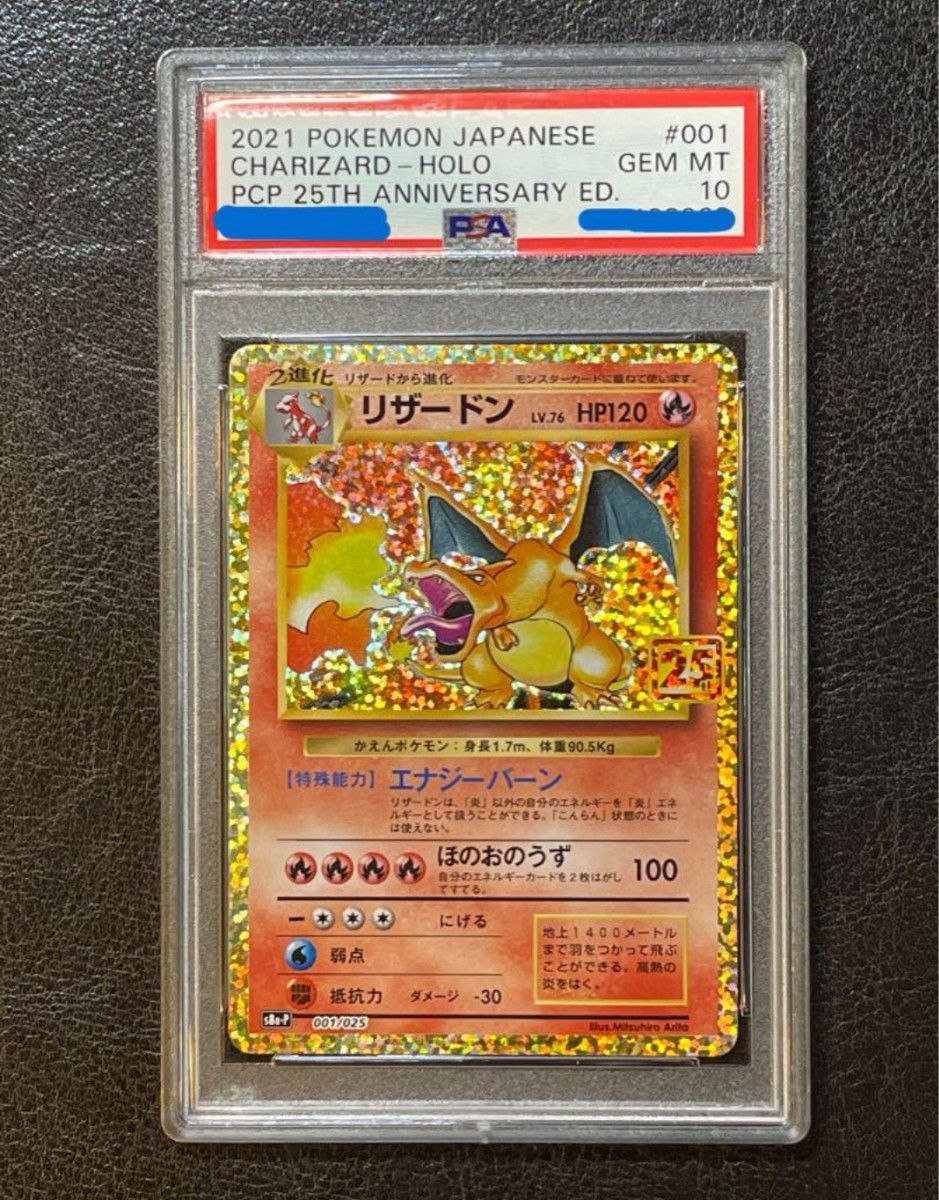 2021 POKEMON JAPANESE #001
CHARIZARD-HOLO GEM MT
PCP 25TH ANNIVERSARY ED. 10
PSA
2進化 リザードから進化 モンスターカードに重ねて使います。
リザードン LV.76 HP120
25th
かえんポケモン:身長1.7m、体重90.5Kg
【特殊能力】エナジーバーン
リザードンは、「炎」以外の自分のエネルギーを「炎」エネ
ルギーとして扱うことができる。「こんらん」状態のときに
は使えない。
ほのおのうず 100
自分のエネルギーカードを2枚はがし
てすてる。
にげる
弱点
抵抗力 ダメージ -30
地上1400メートル
まで羽をつかって飛ぶ
ことができる。高熱の
炎をはく。
s8a-P 001/025
Illus.Mitsuhiro Arita